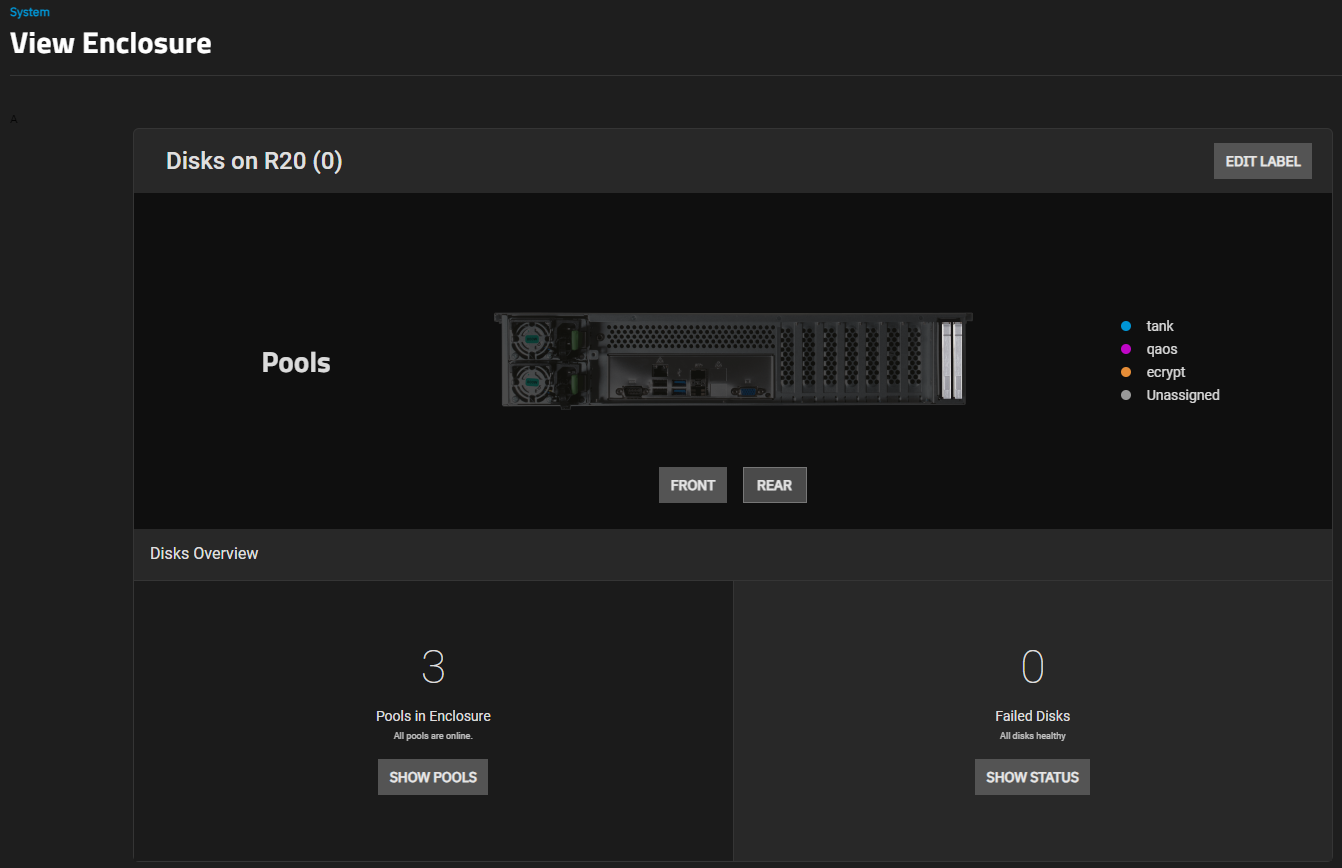 System
View Enclosure
A
Disks on R20 (0)
EDIT LABEL
Pools
tank
qaos
ecrypt
Unassigned
FRONT
REAR
Disks Overview
3
Pools in Enclosure
All pools are online.
SHOW POOLS
0
Failed Disks
All disks healthy
SHOW STATUS